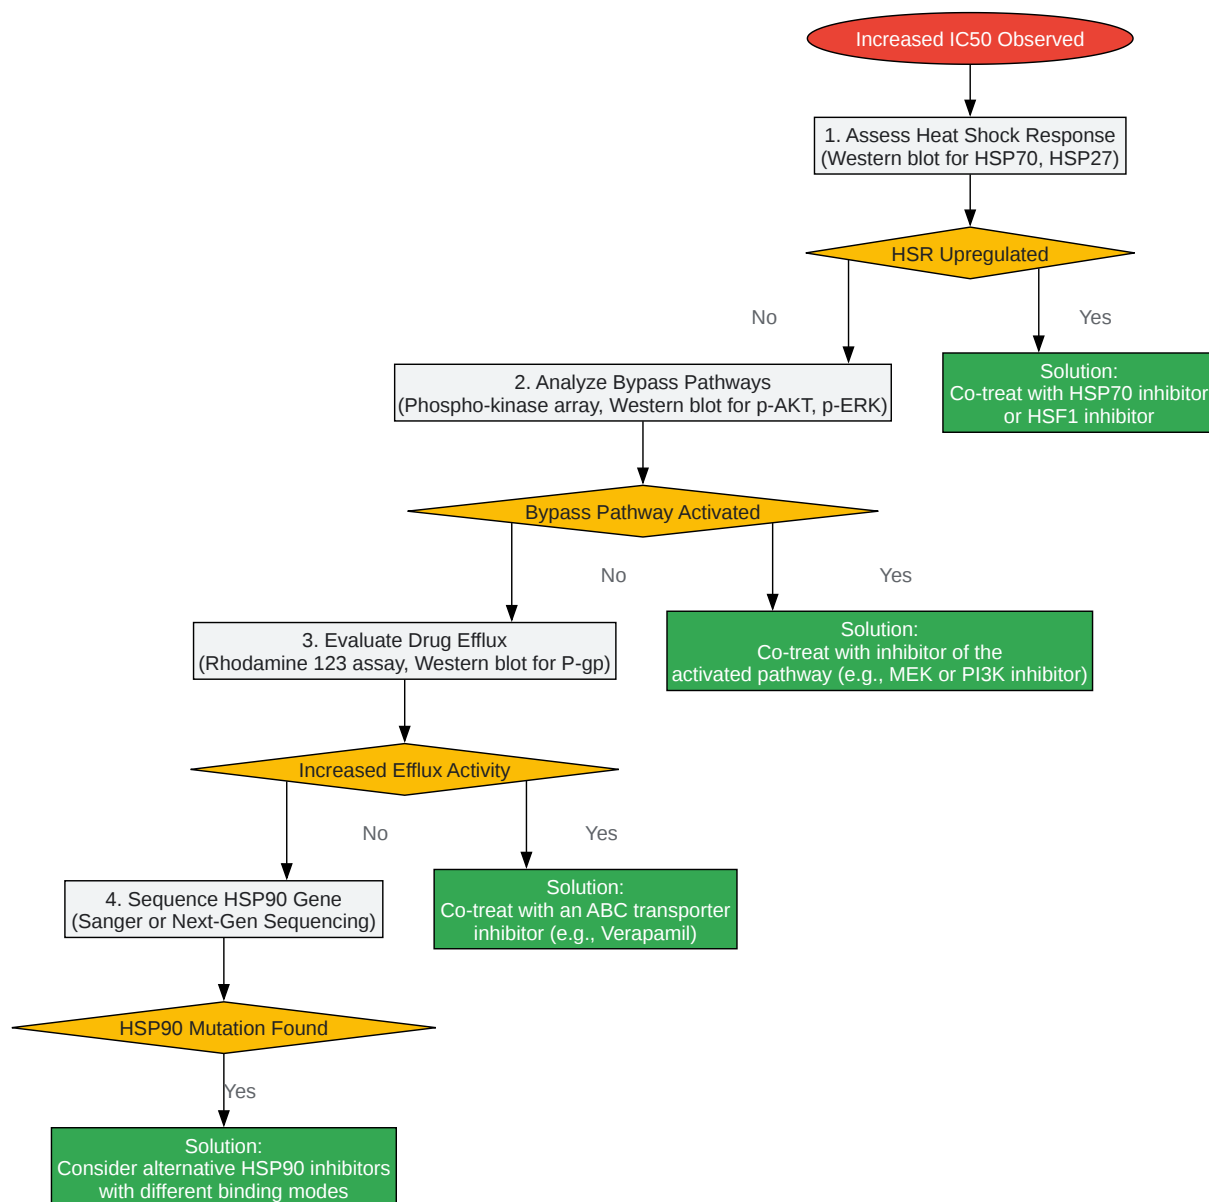 Increased IC50 Observed
1. Assess Heat Shock Response
(Western blot for HSP70, HSP27)
HSR Upregulated
No
Yes
2. Analyze Bypass Pathways
(Phospho-kinase array, Western blot for p-AKT, p-ERK)
Solution:
Co-treat with HSP70 inhibitor
or HSF1 inhibitor
Bypass Pathway Activated
No
Yes
3. Evaluate Drug Efflux
(Rhodamine 123 assay, Western blot for P-gp)
Solution:
Co-treat with inhibitor of the
activated pathway (e.g., MEK or PI3K inhibitor)
Increased Efflux Activity
No
Yes
4. Sequence HSP90 Gene
(Sanger or Next-Gen Sequencing)
Solution:
Co-treat with an ABC transporter
inhibitor (e.g., Verapamil)
HSP90 Mutation Found
Yes
Solution:
Consider alternative HSP90 inhibitors
with different binding modes